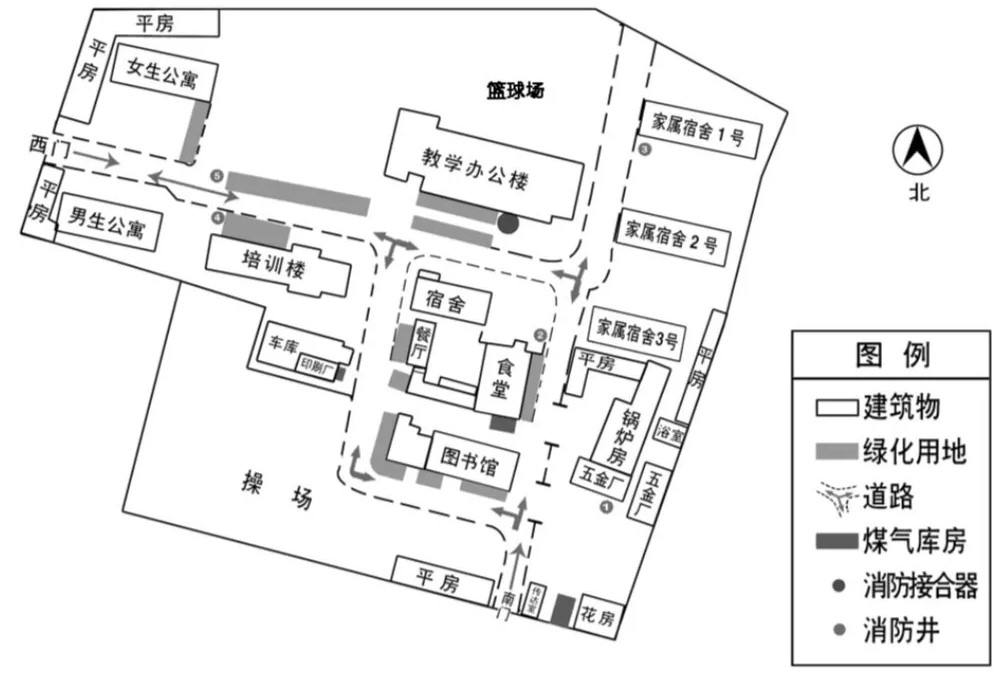 平房
平房
女生公寓
篮球场
家属宿舍1号
③
教学办公楼
西门
⑤
北
平房
男生公寓
④
家属宿舍2号
培训楼
宿舍
家属宿舍3号
②
餐厅
车库
印刷厂
食堂
平房
平房
图例
建筑物
绿化用地
道路
煤气库房
消防接合器
消防井
锅炉房
浴室
图书馆
五金厂
五金厂
①
操场
平房
南门
传达室
花房